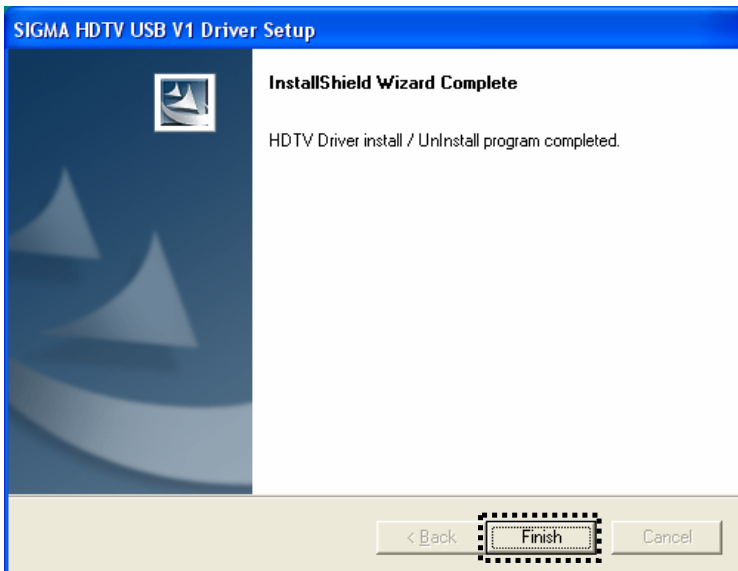 SIGMA HDTV USB V1 Driver Setup
InstallShield Wizard Complete
HDTV Driver install / UnInstall program completed.
< Back Finish Cancel